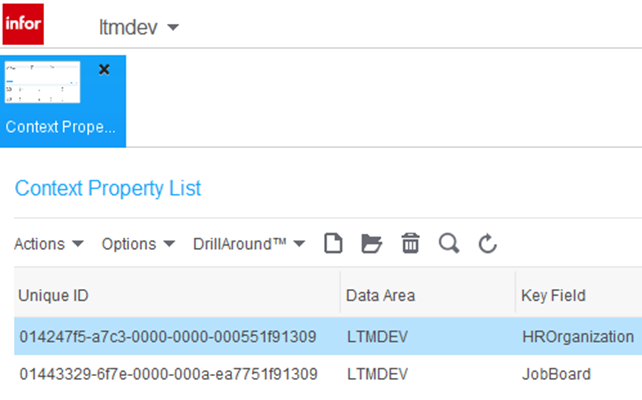 infor
ltmdev
Context Prope...
Context Property List
Actions Options DrillAround™
Unique ID Data Area Key Field
014247f5-a7c3-0000-0000-000551f91309 LTMDEV HROrganization
01443329-6f7e-0000-000a-ea7751f91309 LTMDEV JobBoard